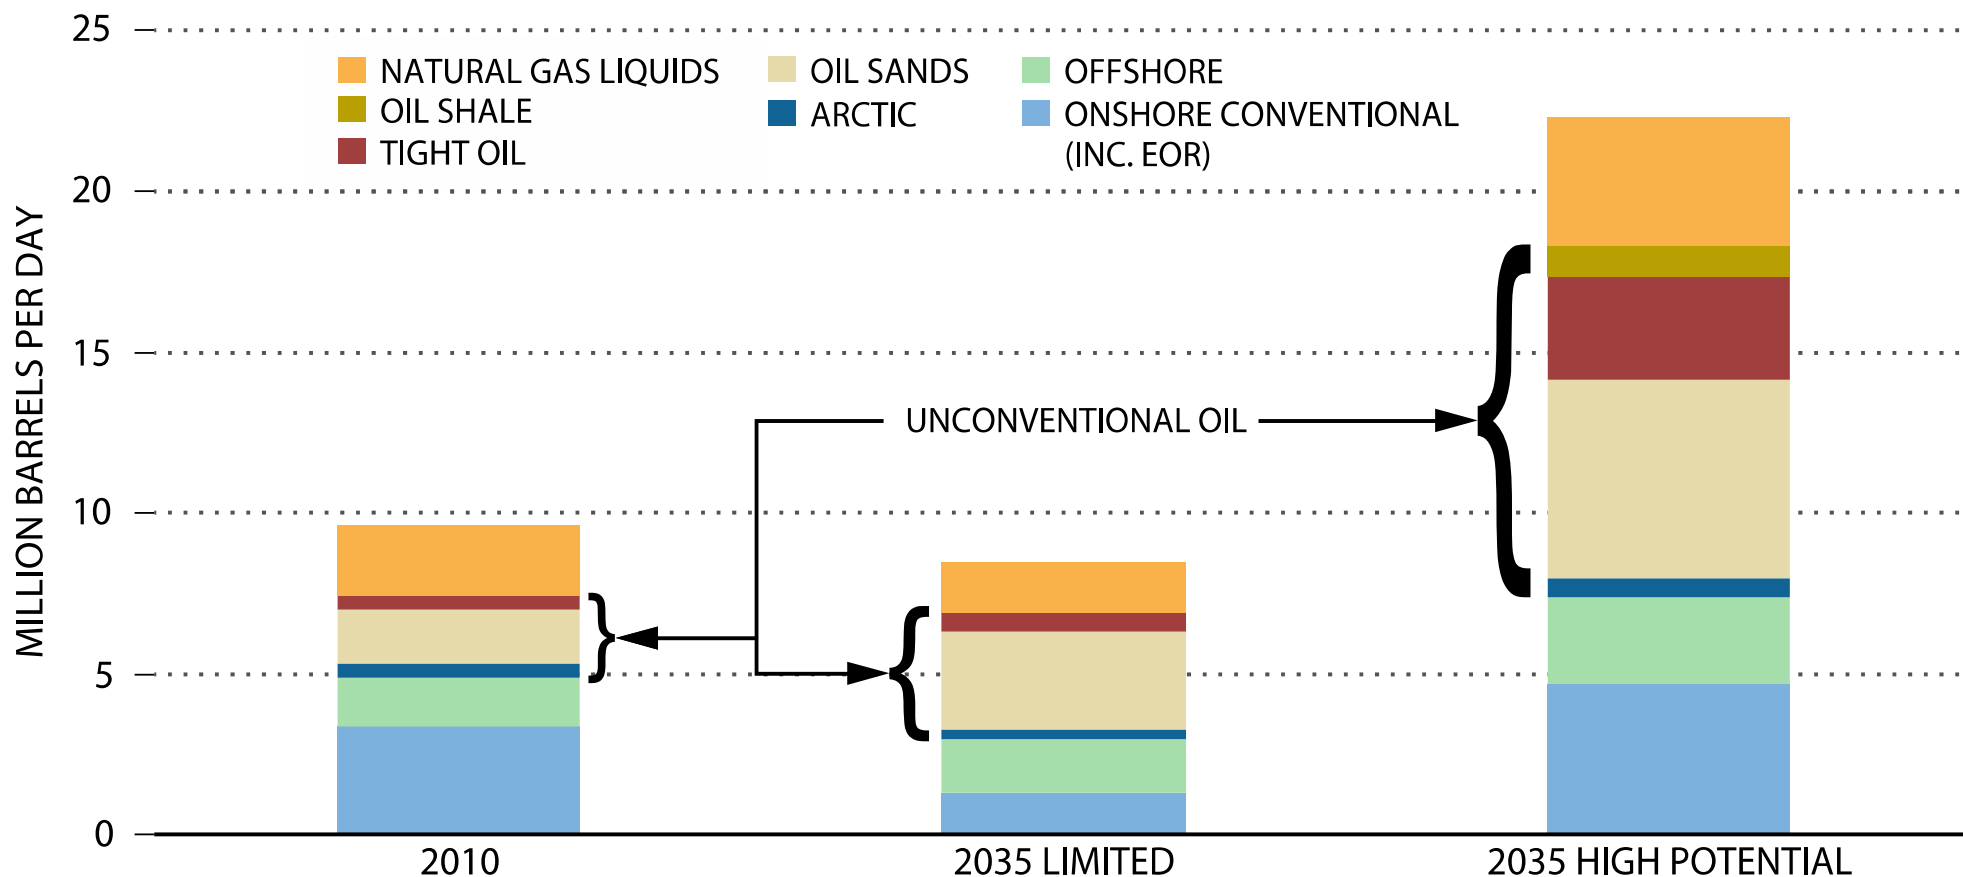 25
20
15
10
5
0
MILLION BARRELS PER DAY
NATURAL GAS LIQUIDS
OIL SHALE
TIGHT OIL
OIL SANDS
ARCTIC
OFFSHORE
ONSHORE CONVENTIONAL
(INC. EOR)
UNCONVENTIONAL OIL
2010
2035 LIMITED
2035 HIGH POTENTIAL